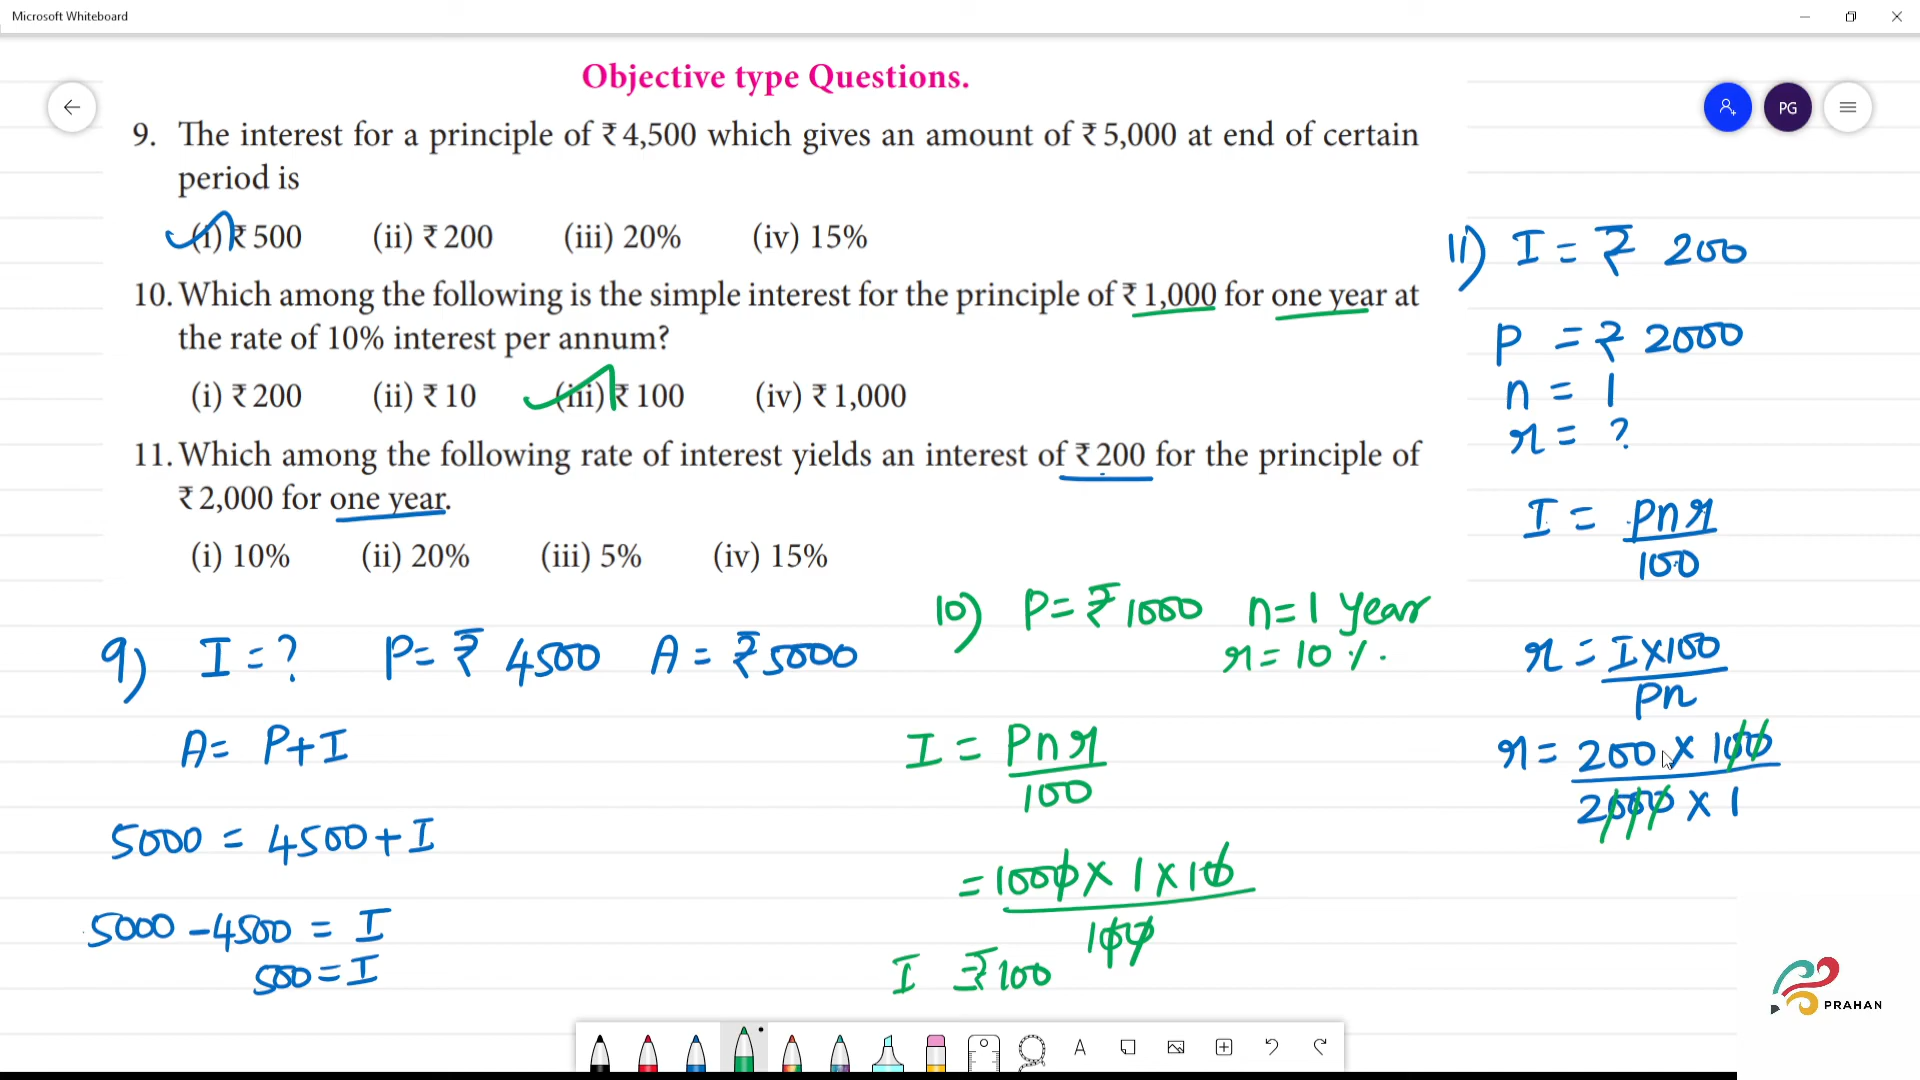 Microsoft Whiteboard
Objective type Questions.
PG
9. The interest for a principle of ₹ 4,500 which gives an amount of ₹ 5,000 at end of certain
period is
(i) ₹ 500 (ii) ₹ 200 (iii) 20% (iv) 15%
10. Which among the following is the simple interest for the principle of ₹ 1,000 for one year at
the rate of 10% interest per annum?
(i) ₹ 200 (ii) ₹ 10 (iii) ₹ 100 (iv) ₹ 1,000
11. Which among the following rate of interest yields an interest of ₹ 200 for the principle of
₹ 2,000 for one year.
(i) 10% (ii) 20% (iii) 5% (iv) 15%
9) I = ? P = ₹ 4500 A = ₹ 5000
A = P + I
5000 = 4500 + I
5000 - 4500 = I
500 = I
10) P = ₹ 1000 n = 1 year
r = 10 %.
I = Pnr
100
= 1000 x 1 x 10
100
I = ₹ 100
11) I = ₹ 200
P = ₹ 2000
n = 1
r = ?
I = pnr
100
r = I x 100
pn
r = 200 x 100
2000 x 1
PRAHAN
A